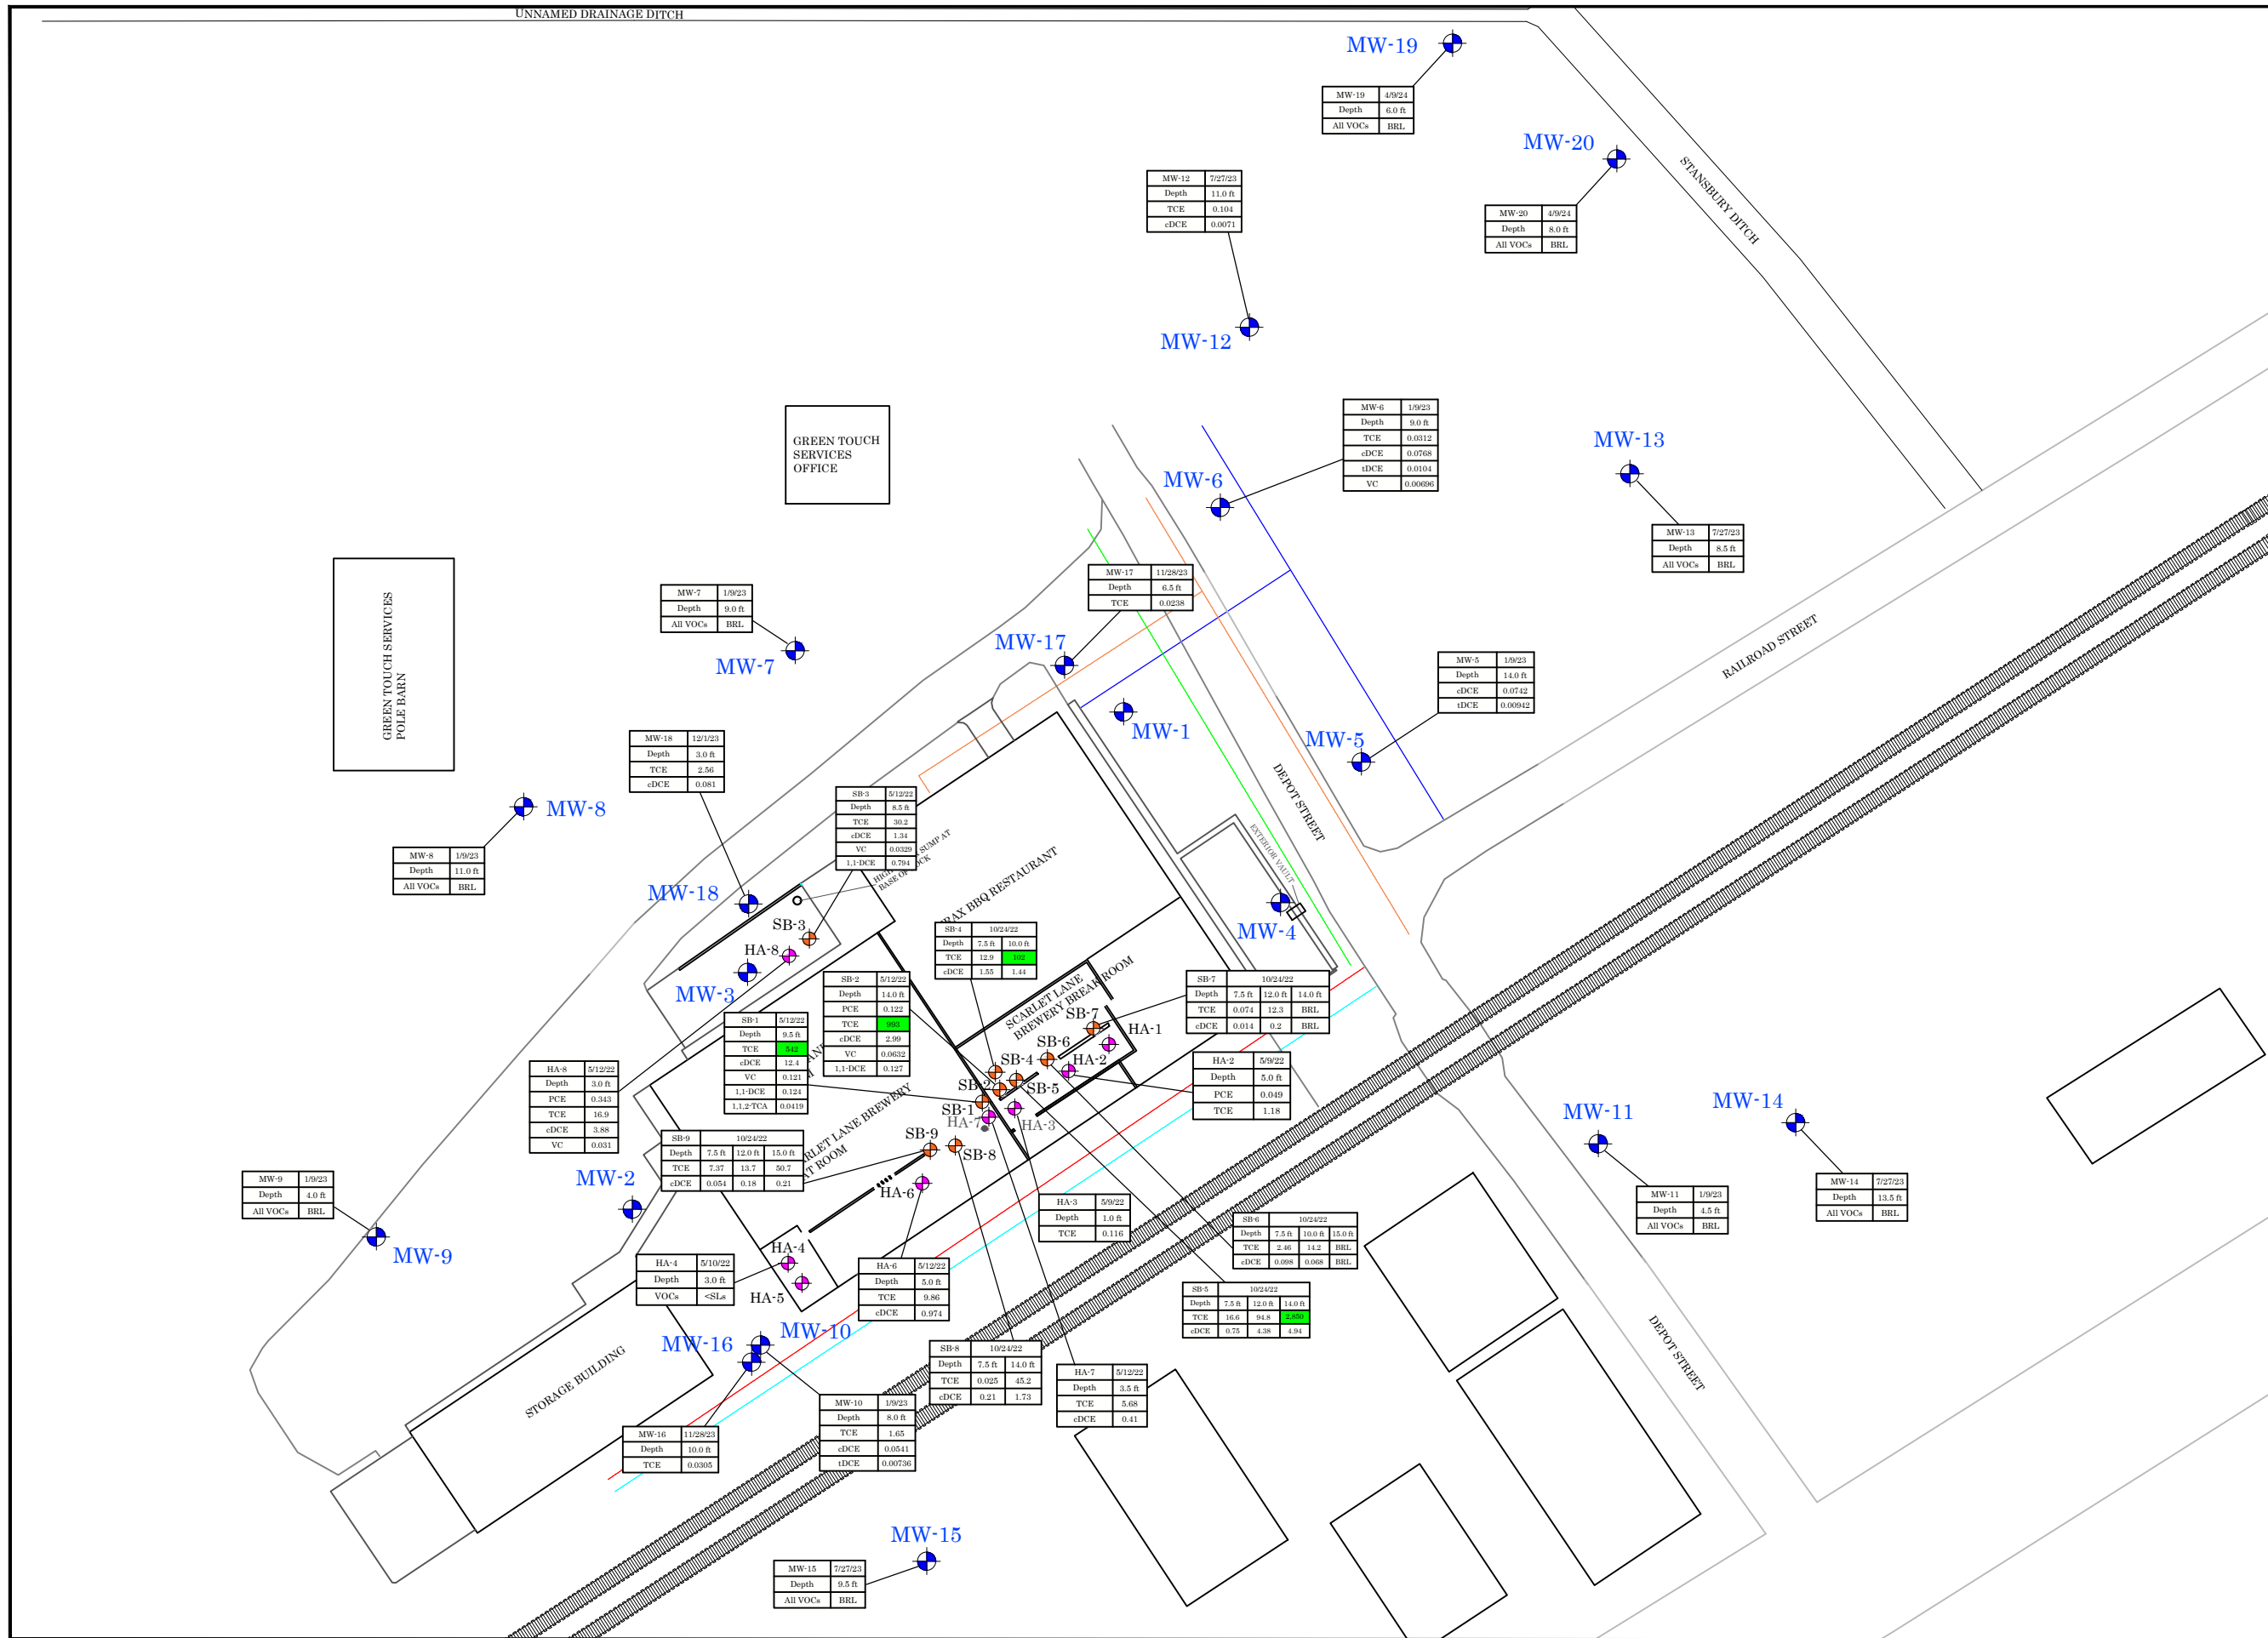 UNNAMED DRAINAGE DITCH
MW-19
MW-19 4/9/24
Depth 6.0 ft
All VOCs BRL
MW-20
MW-20 4/9/24
Depth 8.0 ft
All VOCs BRL
STANSBURY DITCH
MW-12 7/27/23
Depth 11.0 ft
TCE 0.104
cDCE 0.0071
MW-12
GREEN TOUCH
SERVICES
OFFICE
MW-6 1/9/23
Depth 9.0 ft
TCE 0.0312
cDCE 0.0768
tDCE 0.0104
VC 0.00696
MW-6
MW-13
MW-13 7/27/23
Depth 8.5 ft
All VOCs BRL
GREEN TOUCH SERVICES
POLE BARN
MW-7 1/9/23
Depth 9.0 ft
All VOCs BRL
MW-7
MW-17 11/28/23
Depth 6.5 ft
TCE 0.0238
MW-17
MW-1
RAILROAD STREET
MW-5 1/9/23
Depth 14.0 ft
cDCE 0.0742
tDCE 0.00942
MW-5
DEPOT STREET
MW-18 12/1/23
Depth 3.0 ft
TCE 2.56
cDCE 0.081
MW-18
MW-8
MW-8 1/9/23
Depth 11.0 ft
All VOCs BRL
SB-3 5/12/22
Depth 8.5 ft
TCE 30.2
cDCE 1.34
VC 0.0329
1,1-DCE 0.794
SUMP AT
BASE OF
BBQ RESTAURANT
EXTERIOR VAULT
MW-4
SB-3
HA-8
MW-3
SB-4 10/24/22
Depth 7.5 ft 10.0 ft
TCE 12.9 102
cDCE 1.55 1.44
SB-2 5/12/22
Depth 14.0 ft
PCE 0.122
TCE 993
cDCE 2.99
VC 0.0632
1,1-DCE 0.127
SB-1 5/12/22
Depth 9.5 ft
TCE 542
cDCE 12.4
VC 0.121
1,1-DCE 0.124
1,1,2-TCA 0.0419
SCARLET LANE
BREWERY BREAK ROOM
SB-7 10/24/22
Depth 7.5 ft 12.0 ft 14.0 ft
TCE 0.074 12.3 BRL
cDCE 0.014 0.2 BRL
SB-7
HA-1
SB-6
HA-2
SB-4
SB-5
SB-2
SB-1
HA-7
HA-3
HA-2 5/9/22
Depth 5.0 ft
PCE 0.049
TCE 1.18
HA-8 5/12/22
Depth 3.0 ft
PCE 0.343
TCE 16.9
cDCE 3.88
VC 0.031
LANE BREWERY
ROOM
SB-9
SB-8
HA-6
SB-9 10/24/22
Depth 7.5 ft 12.0 ft 15.0 ft
TCE 7.37 13.7 50.7
cDCE 0.054 0.18 0.21
MW-11
MW-14
MW-9 1/9/23
Depth 4.0 ft
All VOCs BRL
MW-9
MW-2
HA-3 5/9/22
Depth 1.0 ft
TCE 0.116
MW-11 1/9/23
Depth 4.5 ft
All VOCs BRL
MW-14 7/27/23
Depth 13.5 ft
All VOCs BRL
SB-6 10/24/22
Depth 7.5 ft 10.0 ft 15.0 ft
TCE 2.46 14.2 BRL
cDCE 0.098 0.068 BRL
HA-4
HA-5
HA-4 5/10/22
Depth 3.0 ft
VOCs <SLs
HA-6 5/12/22
Depth 5.0 ft
TCE 9.86
cDCE 0.974
SB-5 10/24/22
Depth 7.5 ft 12.0 ft 14.0 ft
TCE 16.6 94.8 2,850
cDCE 0.75 4.38 4.94
MW-10
MW-16
SB-8 10/24/22
Depth 7.5 ft 14.0 ft
TCE 0.025 45.2
cDCE 0.21 1.73
HA-7 5/12/22
Depth 3.5 ft
TCE 5.68
cDCE 0.41
STORAGE BUILDING
DEPOT STREET
MW-10 1/9/23
Depth 8.0 ft
TCE 1.65
cDCE 0.0541
tDCE 0.00736
MW-16 11/28/23
Depth 10.0 ft
TCE 0.0305
MW-15
MW-15 7/27/23
Depth 9.5 ft
All VOCs BRL